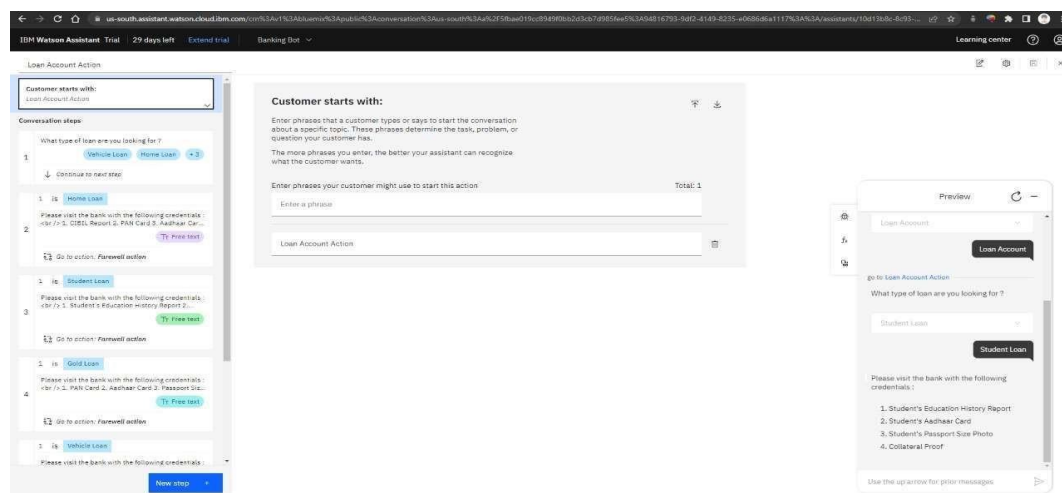 us-south.assistant.watson.cloud.ibm.com/
IBM Watson Assistant Trial 29 days left Extend trial Banking Bot Learning center
Loan Account Action
Customer starts with:
Loan Account Action
Conversation steps
1
What type of loan are you looking for ?
Vehicle Loan Home Loan + 3
Continue to next step
2
1 is Home Loan
Please visit the bank with the following credentials :
<br /> 1. CIBIL Report 2. PAN Card 3. Aadhaar Car...
Free text
Go to action: Farewell action
3
1 is Student Loan
Please visit the bank with the following credentials :
<br /> 1. Student's Education History Report 2...
Free text
Go to action: Farewell action
4
1 is Gold Loan
Please visit the bank with the following credentials :
<br /> 1. PAN Card 2. Aadhaar Card 3. Passport Siz...
Free text
Go to action: Farewell action
1 is Vehicle Loan
Please visit the bank with the following credentials :
New step +
Customer starts with:
Enter phrases that a customer types or says to start the conversation
about a specific topic. These phrases determine the task, problem, or
question your customer has.
The more phrases you enter, the better your assistant can recognize
what the customer wants.
Enter phrases your customer might use to start this action Total: 1
Enter a phrase
Loan Account Action
Preview
Loan Account
Loan Account
go to Loan Account Action
What type of loan are you looking for ?
Student Loan
Student Loan
Please visit the bank with the following
credentials :
1. Student's Education History Report
2. Student's Aadhaar Card
3. Student's Passport Size Photo
4. Collateral Proof
Use the up arrow for prior messages